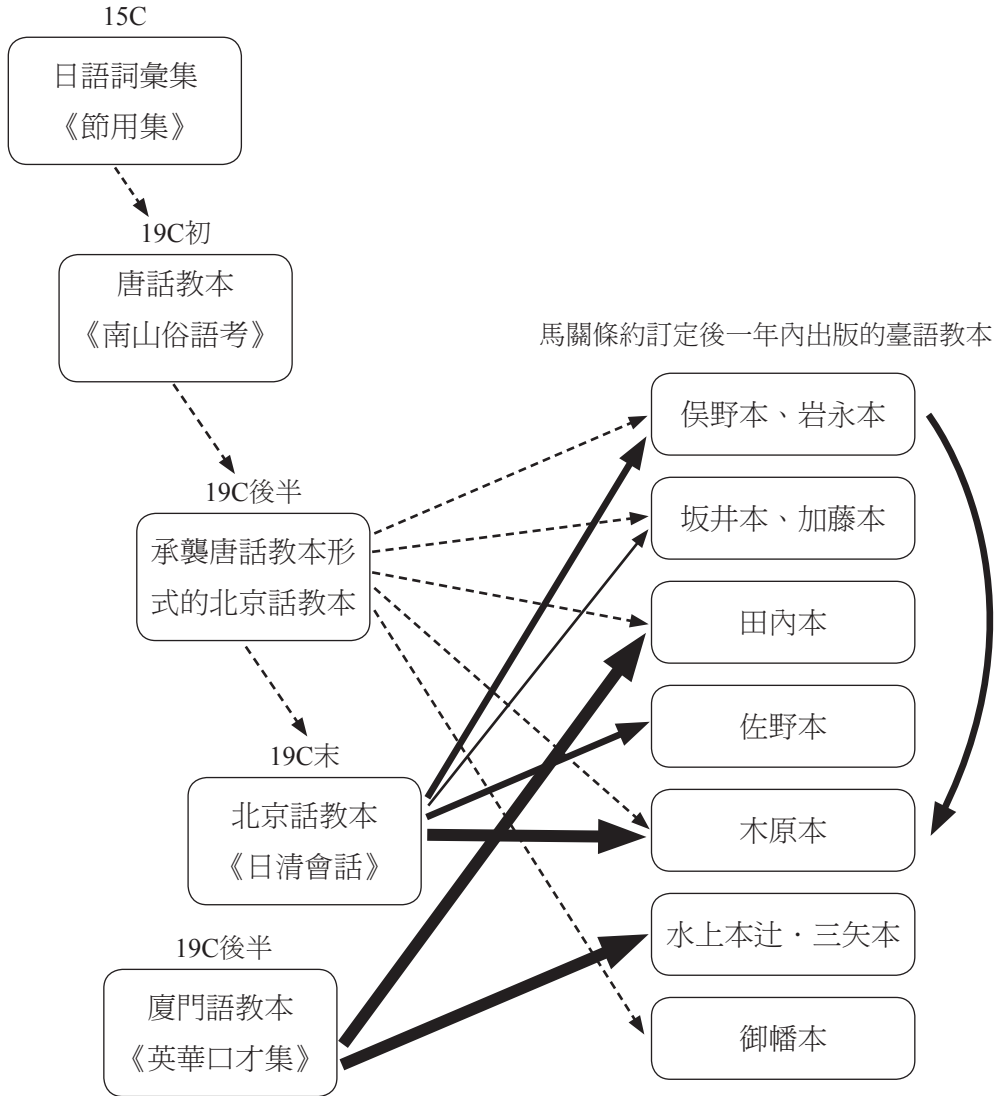 15C
日語詞彙集
《節用集》
19C初
唐話教本
《南山俗語考》
19C後半
承襲唐話教本形
式的北京話教本
19C末
北京話教本
《日清會話》
19C後半
廈門語教本
《英華口才集》
馬關條約訂定後一年內出版的臺語教本
俣野本、岩永本
坂井本、加藤本
田內本
佐野本
木原本
水上本辻．三矢本
御幡本